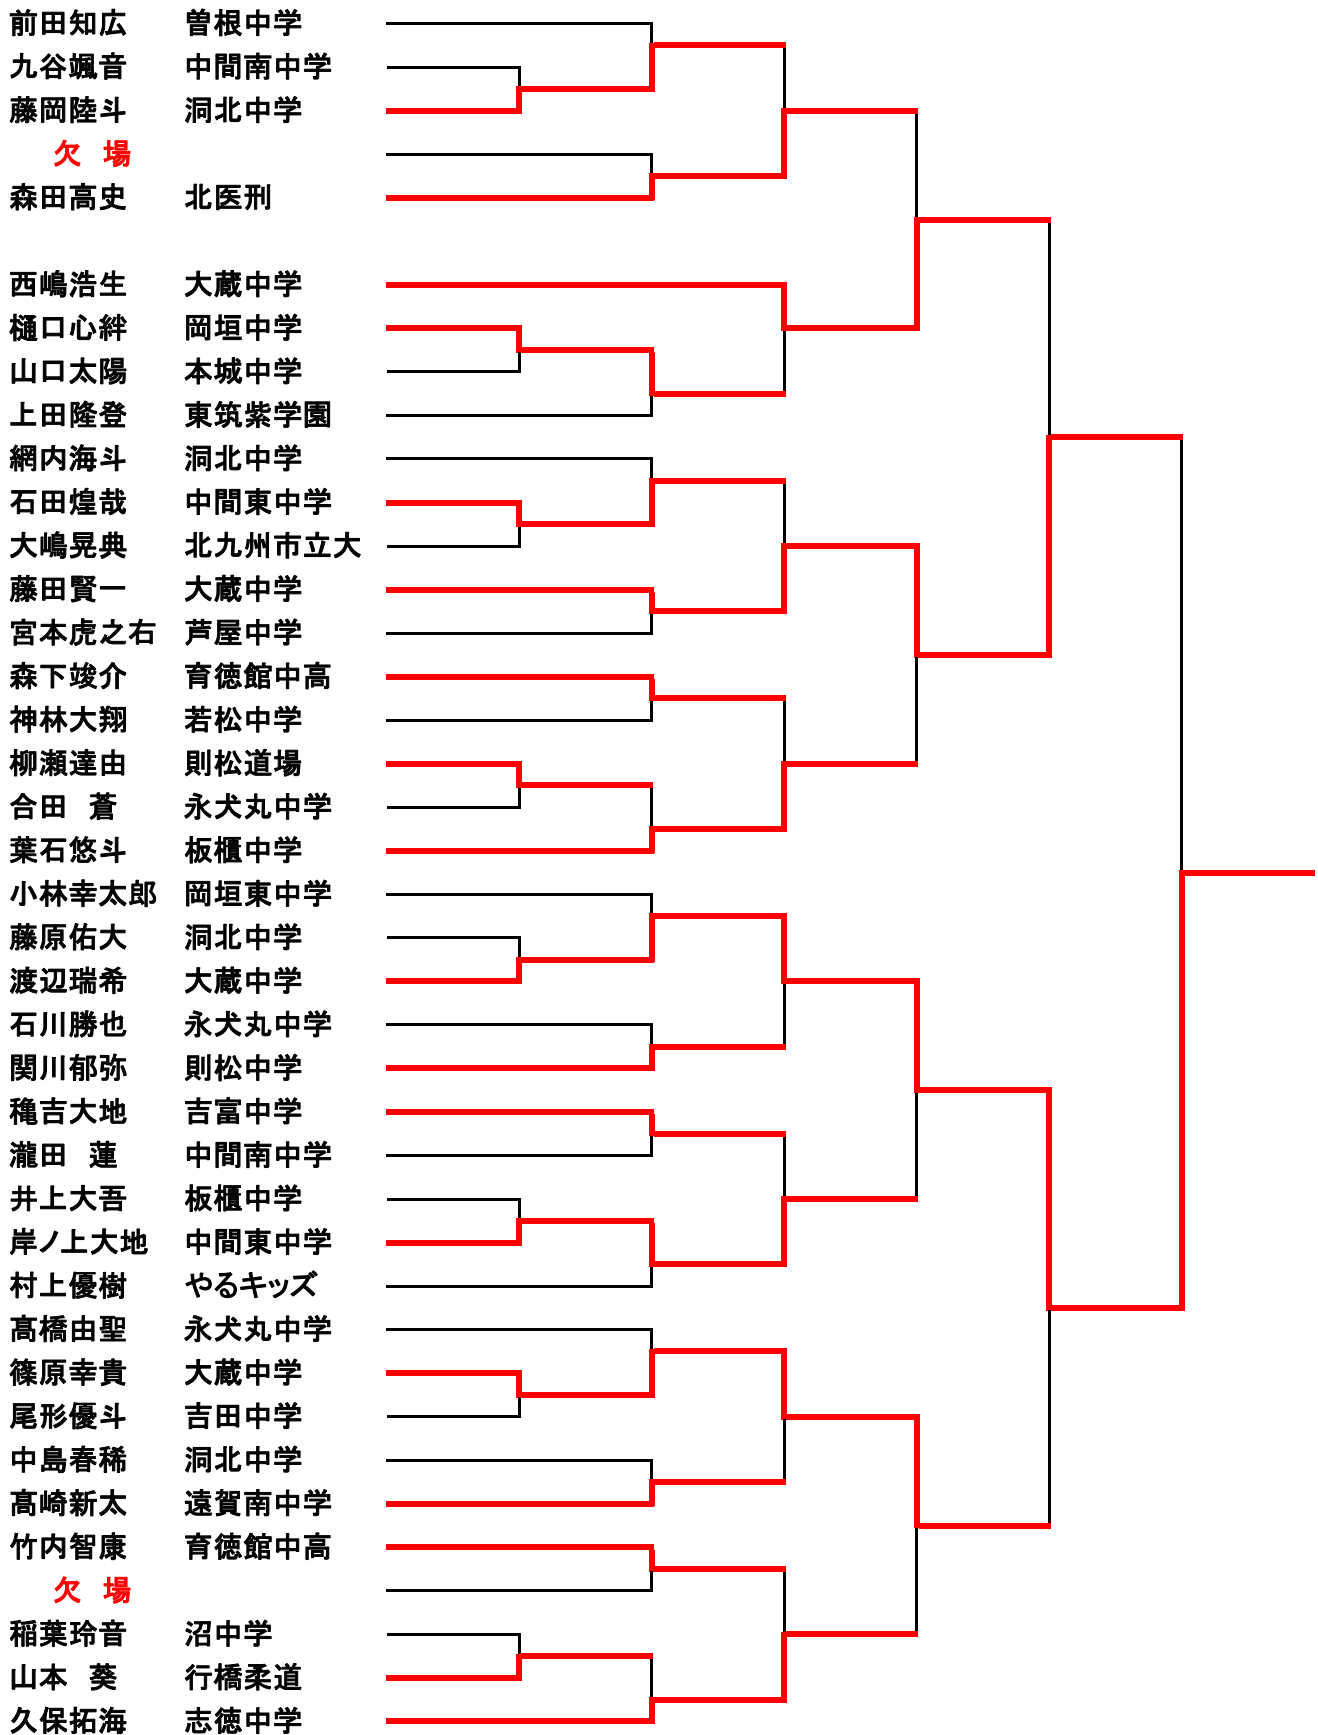 前田知広 曽根中学
九谷颯音 中間南中学
藤岡陸斗 洞北中学
欠 場
森田高史 北医刑
西嶋浩生 大蔵中学
樋口心絆 岡垣中学
山口太陽 本城中学
上田隆登 東筑紫学園
網内海斗 洞北中学
石田煌哉 中間東中学
大嶋晃典 北九州市立大
藤田賢一 大蔵中学
宮本虎之右 芦屋中学
森下竣介 育徳館中高
神林大翔 若松中学
柳瀬達由 則松道場
合田 蒼 永犬丸中学
葉石悠斗 板櫃中学
小林幸太郎 岡垣東中学
藤原佑大 洞北中学
渡辺瑞希 大蔵中学
石川勝也 永犬丸中学
関川郁弥 則松中学
穐吉大地 吉富中学
瀧田 蓮 中間南中学
井上大吾 板櫃中学
岸ノ上大地 中間東中学
村上優樹 やるキッズ
髙橋由聖 永犬丸中学
篠原幸貴 大蔵中学
尾形優斗 吉田中学
中島春稀 洞北中学
髙崎新太 遠賀南中学
竹内智康 育徳館中高
欠 場
稲葉玲音 沼中学
山本 葵 行橋柔道
久保拓海 志徳中学